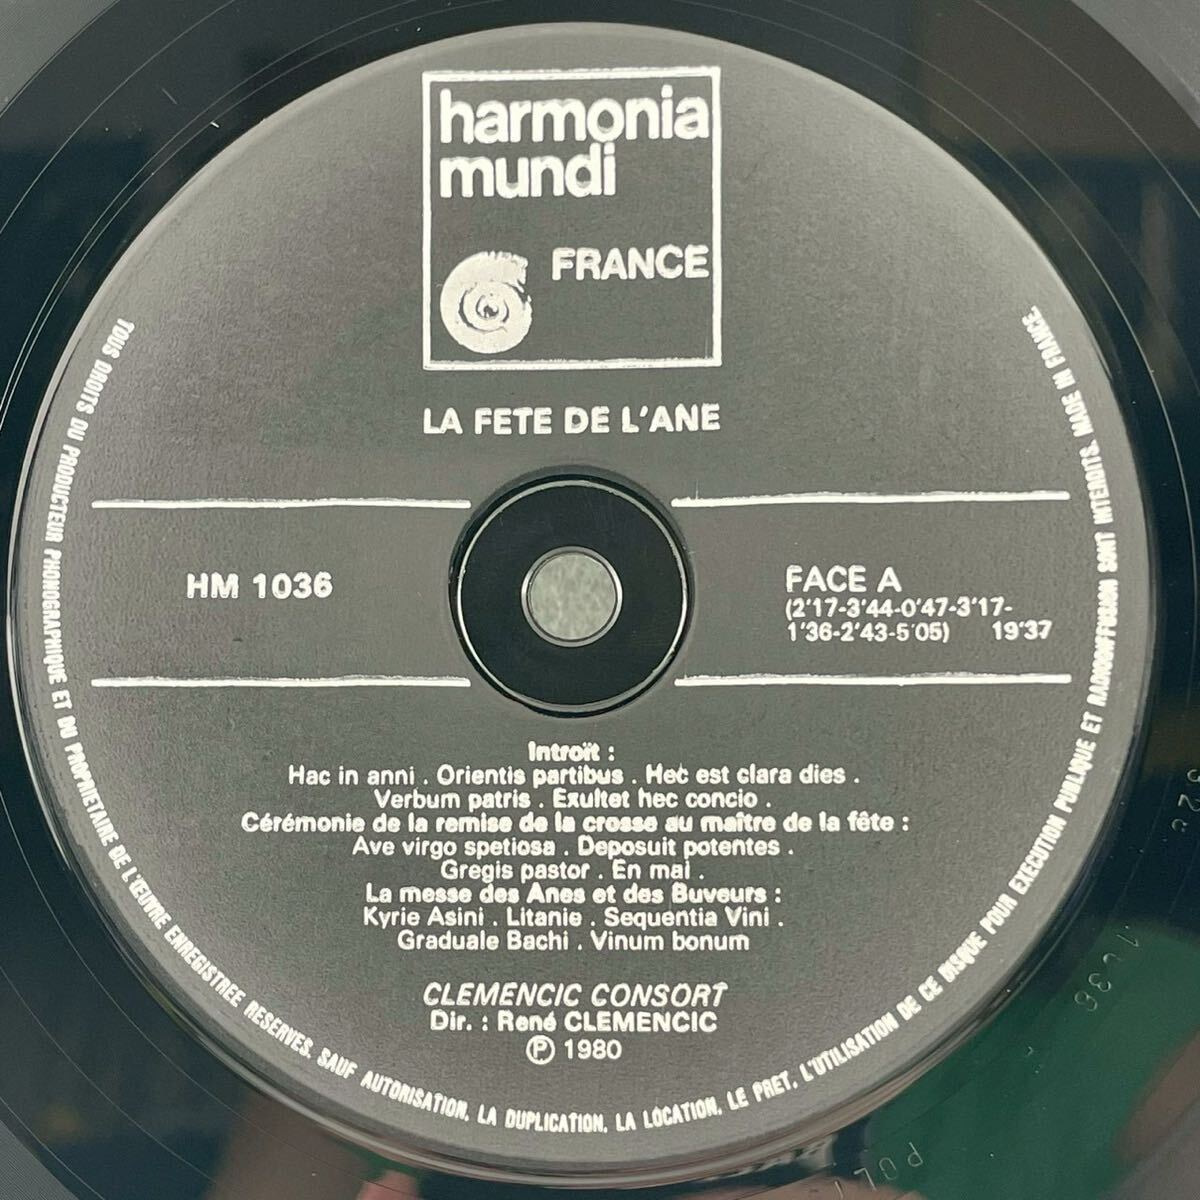 harmonia
mundi
FRANCE
LA FETE DE L'ANE
HM 1036
FACE A
(2'17-3'44-0'47-3'17-
1'36-2'43-5'05) 19'37
Introït :
Hac in anni . Orientis partibus . Hec est clara dies .
Verbum patris . Exultet hec concio .
Cérémonie de la remise de la crosse au maître de la fête :
Ave virgo spetiosa . Deposuit potentes .
Gregis pastor . En mai .
La messe des Anes et des Buveurs :
Kyrie Asini . Litanie . Sequentia Vini .
Graduale Bachi . Vinum bonum
CLEMENCIC CONSORT
Dir. : René CLEMENCIC
Ⓟ 1980
TOUS DROITS DU PRODUCTEUR PHONOGRAPHIQUE ET DU PROPRIETAIRE DE L'ŒUVRE ENREGISTREE RESERVES. SAUF AUTORISATION, LA DUPLICATION, LA LOCATION, LE PRET, L'UTILISATION DE CE DISQUE POUR EXECUTION PUBLIQUE ET RADIODIFFUSION SONT INTERDITS. MADE IN FRANCE.
1036